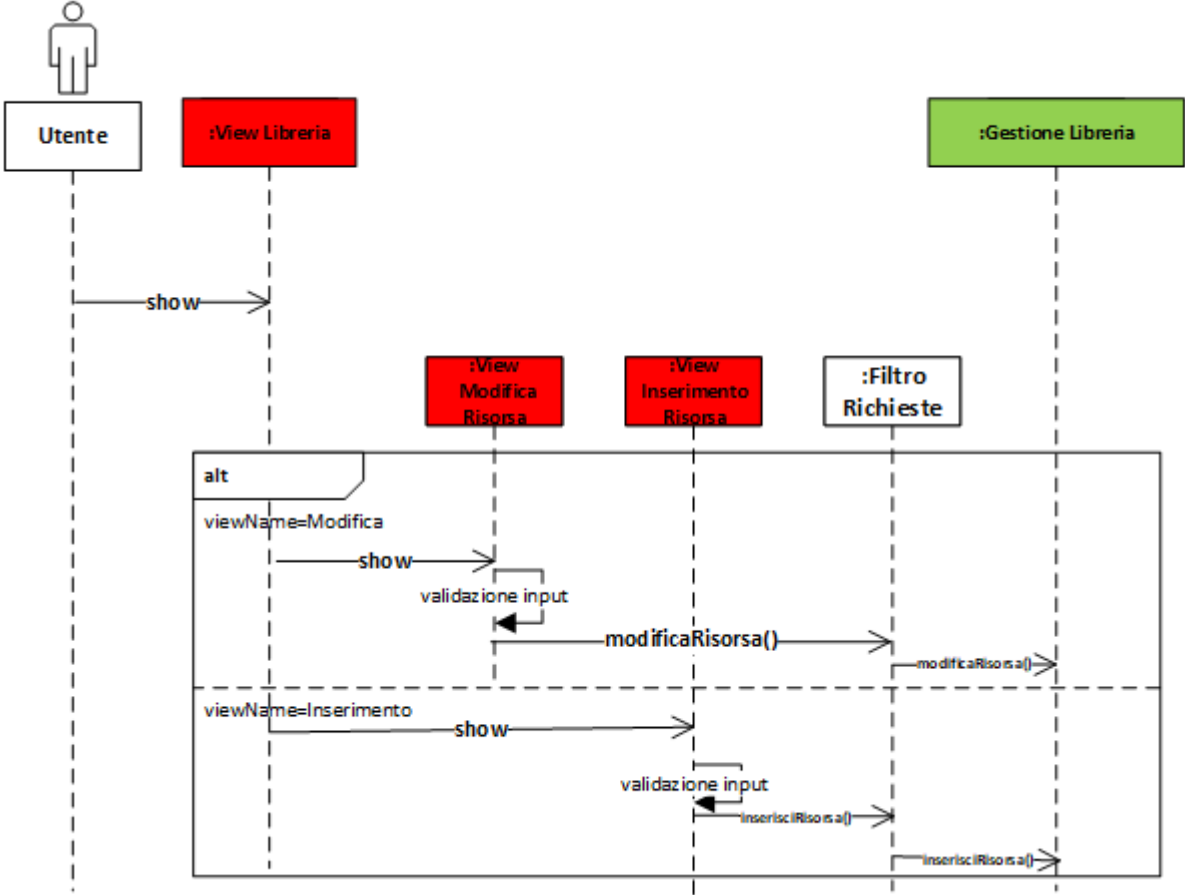 Utente
:View Libreria
:Gestione Libreria
show
:View
Modifica
Risorsa
:View
Inserimento
Risorsa
:Filtro
Richieste
alt
viewName=Modifica
show
validazione input
modificaRisorsa()
modificaRisorsa()
viewName=Inserimento
show
validazione input
inserisciRisorsa()
inserisciRisorsa()